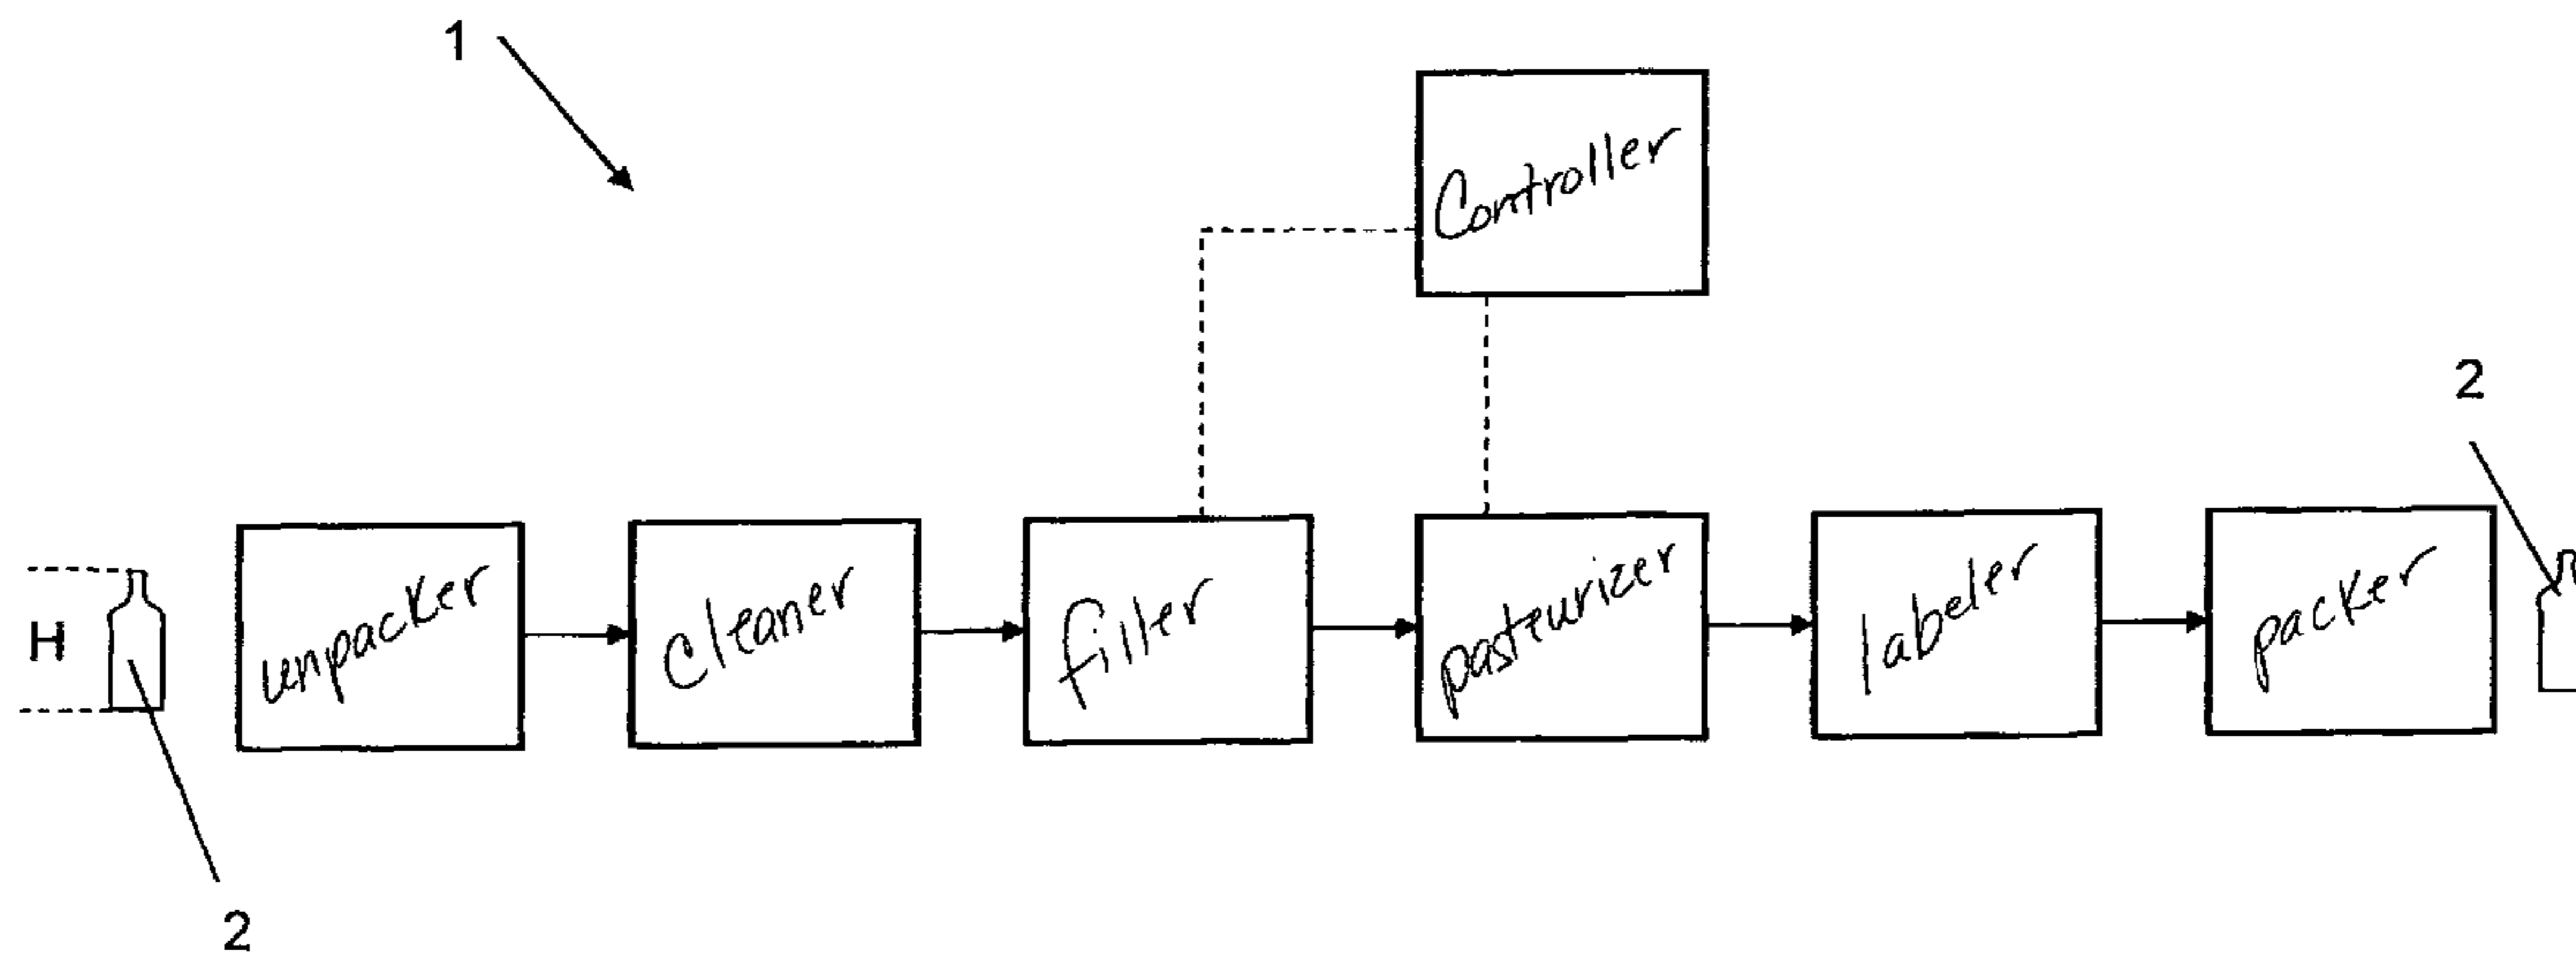 1
Controller
2
H
unpacker
Cleaner
filler
pasteurizer
labeler
packer
2